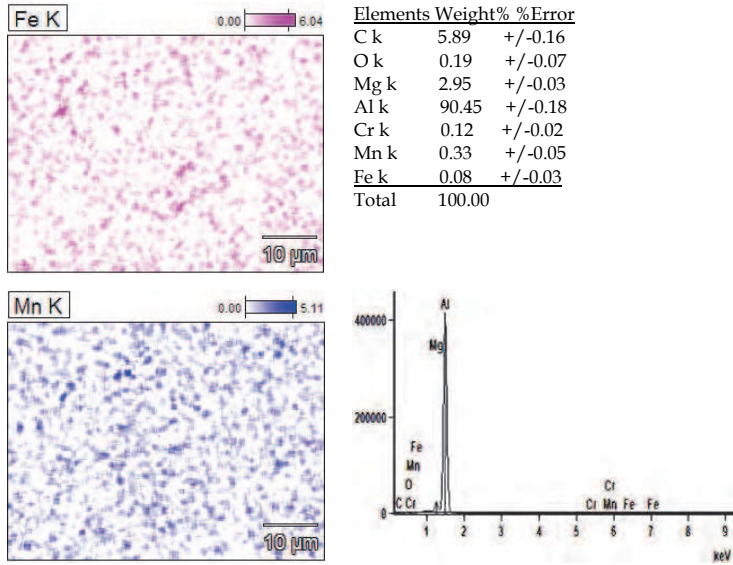 Fe K
0.00 6.04
10 µm
Elements Weight% %Error
C k 5.89 +/-0.16
O k 0.19 +/-0.07
Mg k 2.95 +/-0.03
Al k 90.45 +/-0.18
Cr k 0.12 +/-0.02
Mn k 0.33 +/-0.05
Fe k 0.08 +/-0.03
Total 100.00
Mn K
0.00 5.11
10 µm
Al
400000
Mg
200000
Fe
Mn
O Cr
C Cr Cr Mn Fe Fe
0
1 2 3 4 5 6 7 8 9
keV